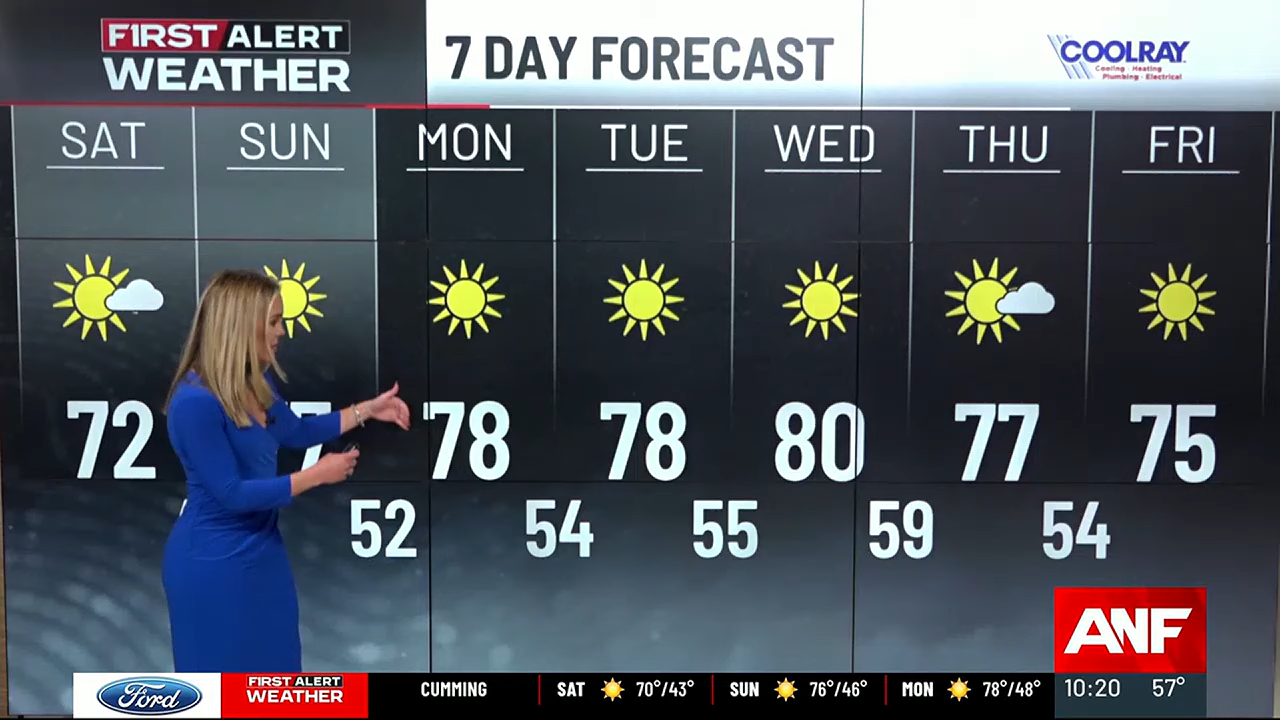 FIRST ALERT
WEATHER
7 DAY FORECAST
COOLRAY
Cooling · Heating
Plumbing · Electrical
SAT SUN MON TUE WED THU FRI
72 7 78 78 80 77 75
52 54 55 59 54
ANF
Ford
FIRST ALERT
WEATHER
CUMMING SAT 70°/43° SUN 76°/46° MON 78°/48°
10:20 57°